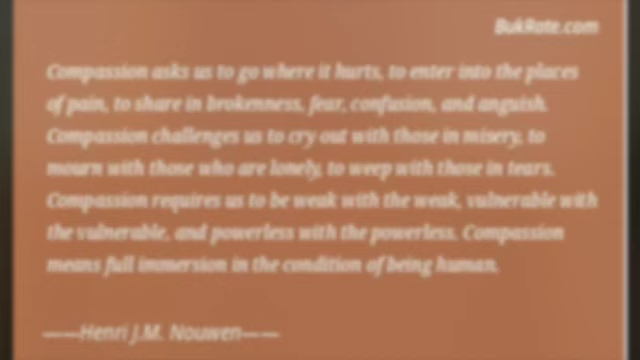 BukRate.com
Compassion asks us to go where it hurts, to enter into the places
of pain, to share in brokenness, fear, confusion, and anguish.
Compassion challenges us to cry out with those in misery, to
mourn with those who are lonely, to weep with those in tears.
Compassion requires us to be weak with the weak, vulnerable with
the vulnerable, and powerless with the powerless. Compassion
means full immersion in the condition of being human.
——Henri J.M. Nouwen——